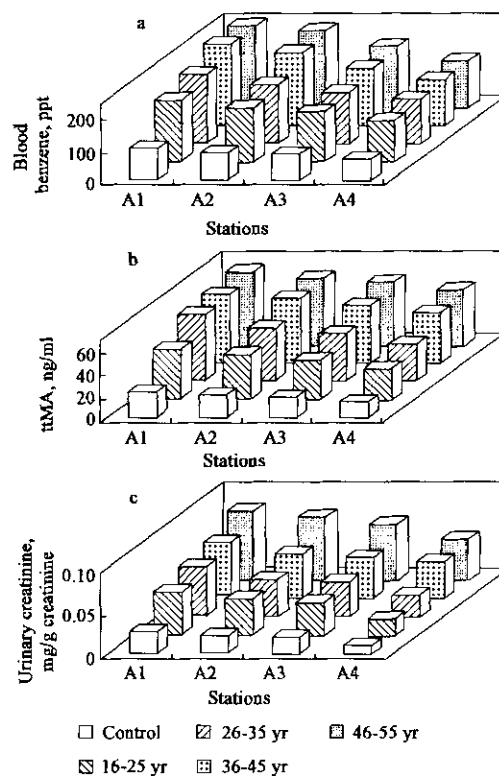 a
200
100
0
Blood
benzene, ppt
A1 A2 A3 A4
Stations
b
60
40
20
0
ttMA, ng/ml
A1 A2 A3 A4
Stations
c
0.10
0.05
0
Urinary creatinine,
mg/g creatinine
A1 A2 A3 A4
Stations
Control 26-35 yr 46-55 yr
16-25 yr 36-45 yr